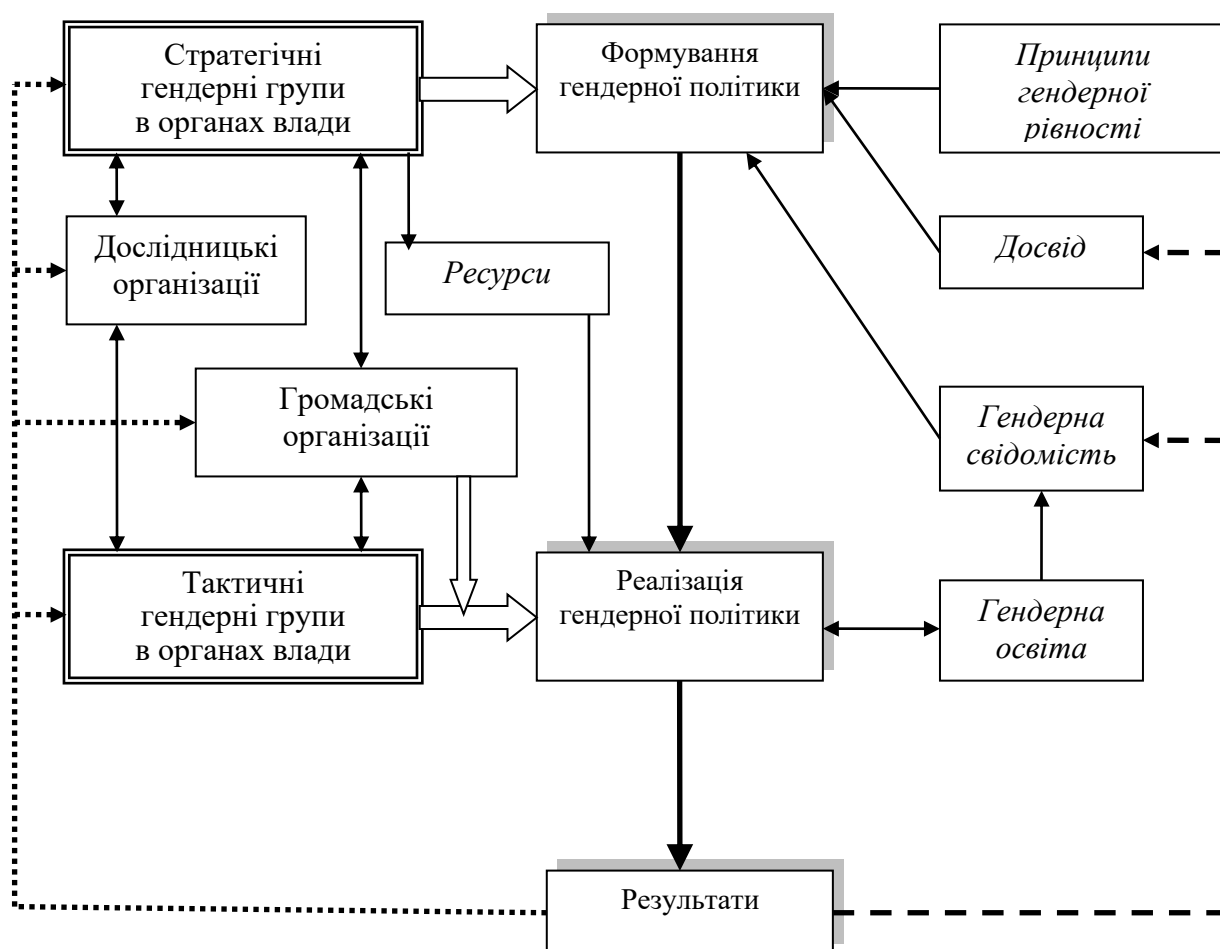 Стратегічні
гендерні групи
в органах влади
Формування
гендерної політики
Принципи
гендерної
рівності
Дослідницькі
організації
Ресурси
Досвід
Громадські
організації
Гендерна
свідомість
Тактичні
гендерні групи
в органах влади
Реалізація
гендерної політики
Гендерна
освіта
Результати